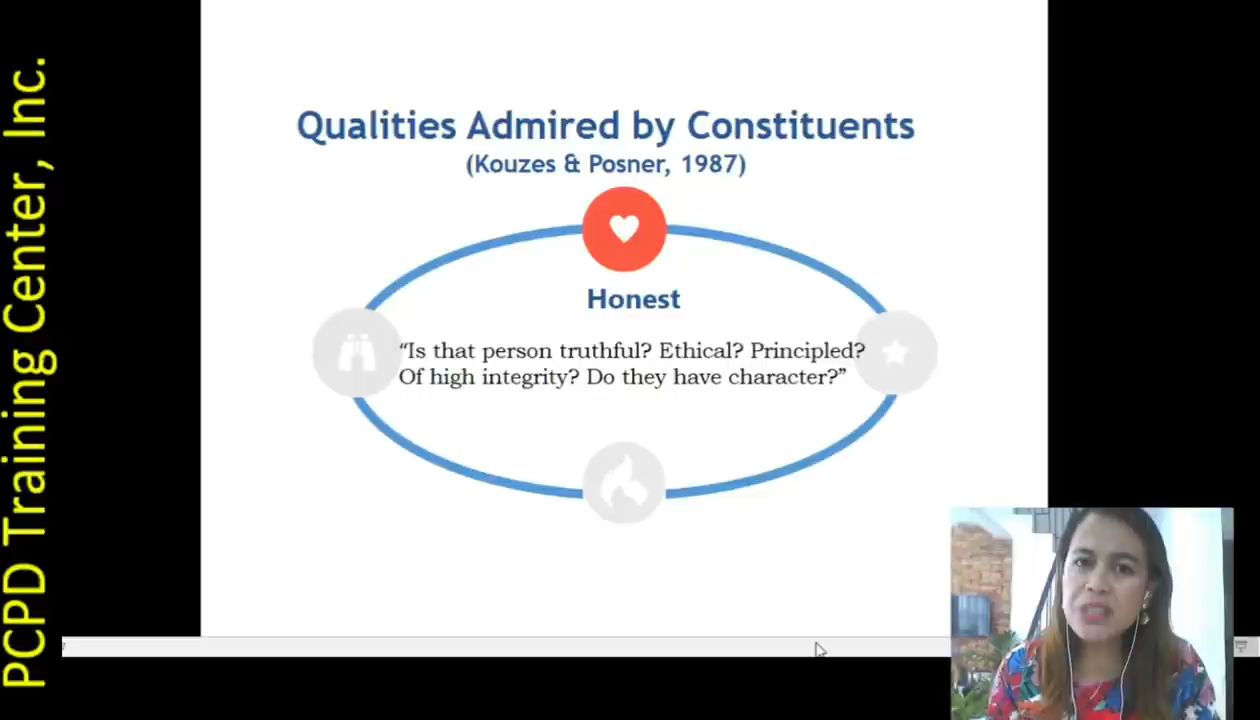 PCPD Training Center, Inc.
Qualities Admired by Constituents
(Kouzes & Posner, 1987)
Honest
“Is that person truthful? Ethical? Principled?
Of high integrity? Do they have character?”